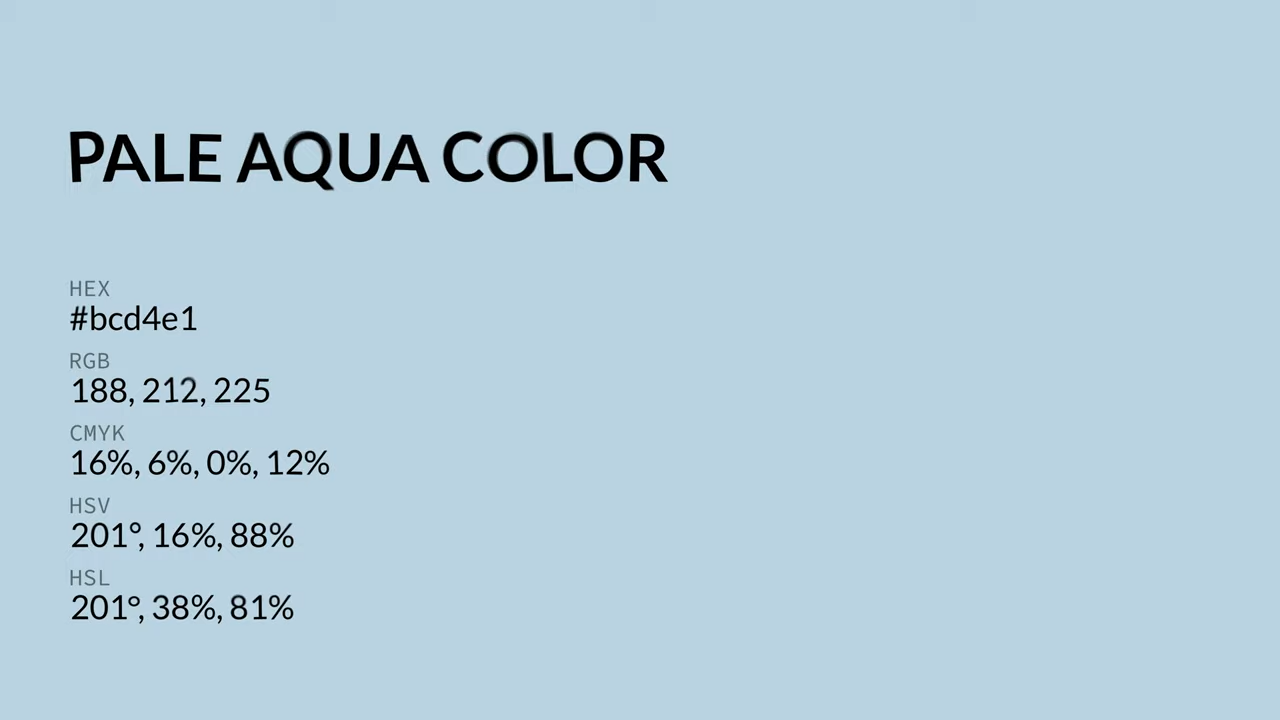 PALE AQUA COLOR
HEX
#bcd4e1
RGB
188, 212, 225
CMYK
16%, 6%, 0%, 12%
HSV
201°, 16%, 88%
HSL
201°, 38%, 81%